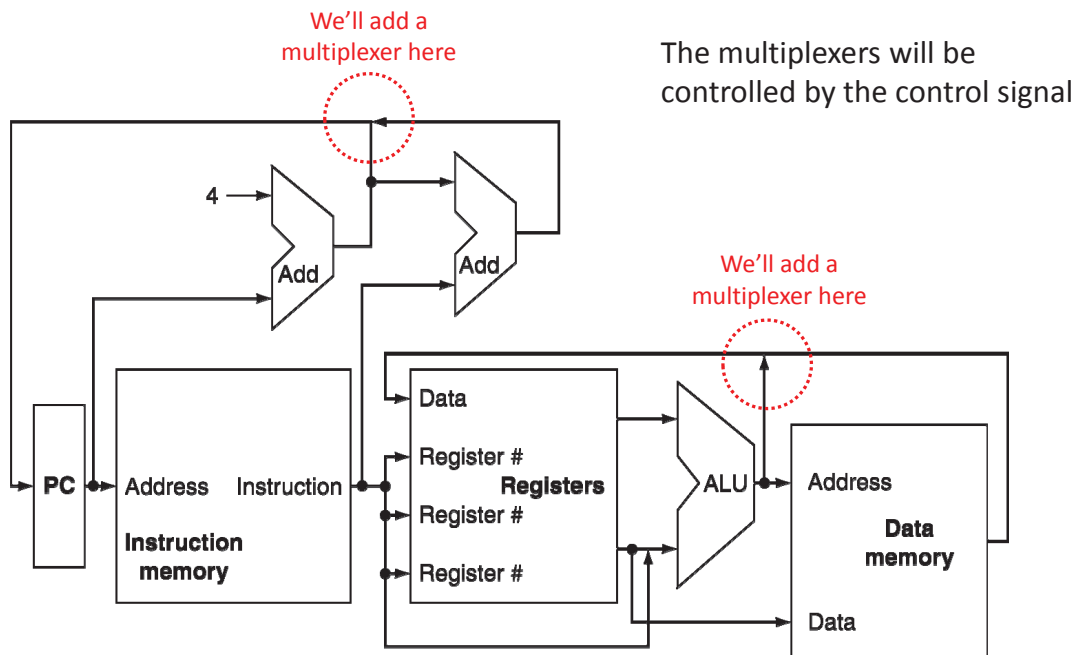 We'll add a
multiplexer here
The multiplexers will be
controlled by the control signal
4
Add
Add
We'll add a
multiplexer here
Data
Register #
Registers
Register #
Register #
PC
Address
Instruction
Instruction
memory
ALU
Address
Data
memory
Data